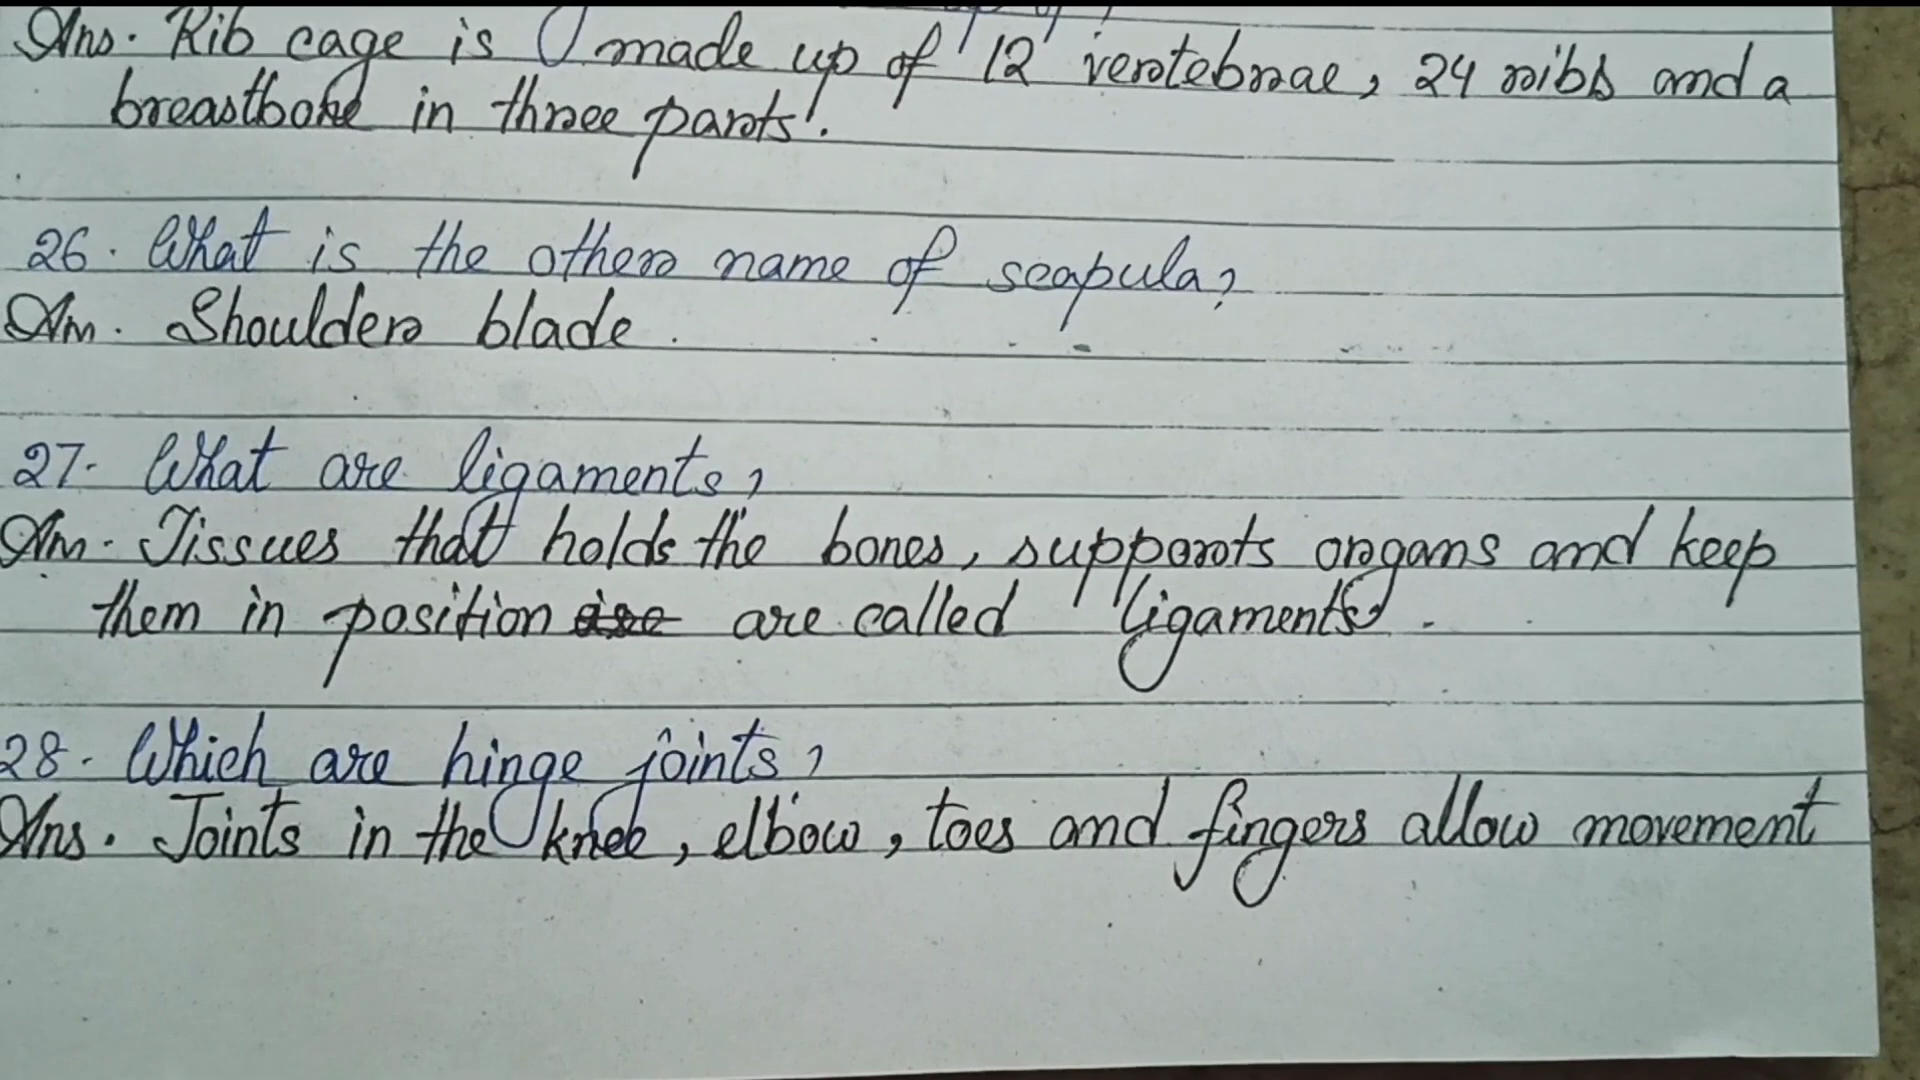 Ans. Rib cage is made up of 12 vertebrae, 24 ribs and a
breastbone in three parts.
26. What is the other name of scapula?
Ans. Shoulder blade.
27. What are ligaments?
Ans. Tissues that holds the bones, supports organs and keep
them in position are called ligaments.
28. Which are hinge joints?
Ans. Joints in the knee, elbow, toes and fingers allow movement